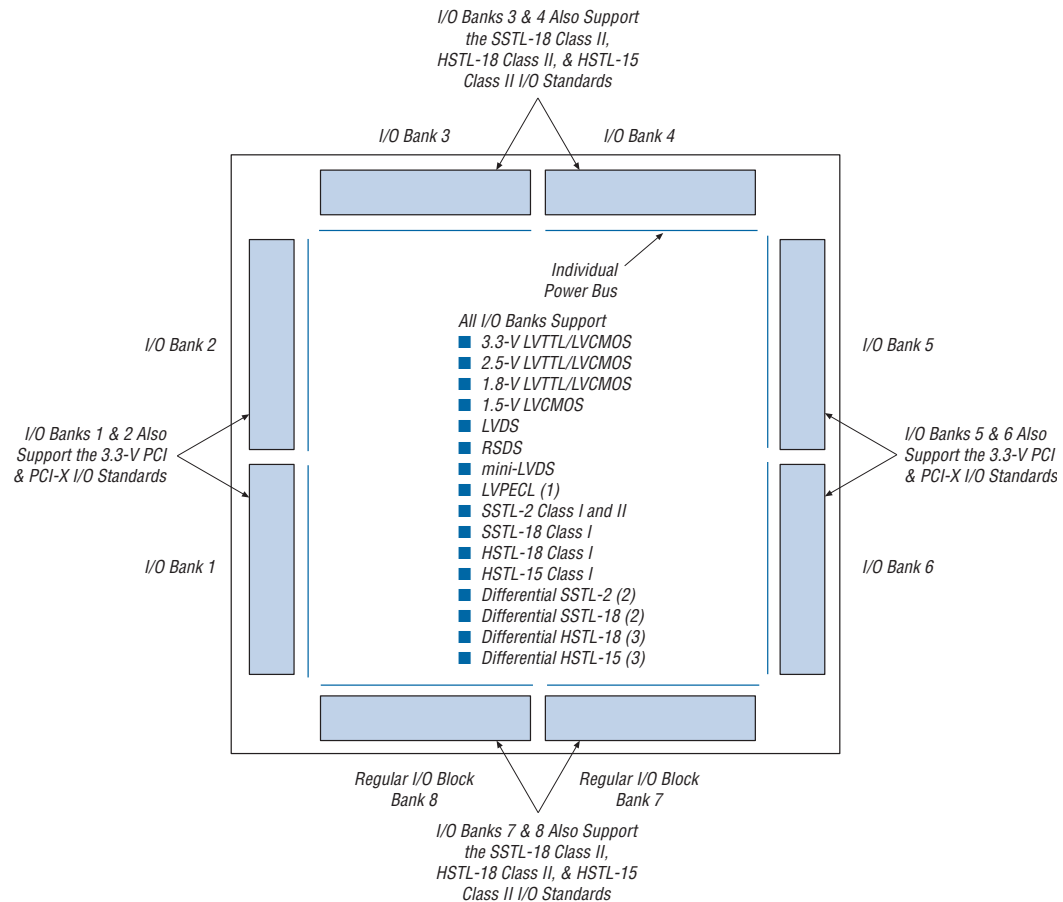 I/O Banks 3 & 4 Also Support
the SSTL-18 Class II,
HSTL-18 Class II, & HSTL-15
Class II I/O Standards
I/O Bank 3
I/O Bank 4
Individual
Power Bus
I/O Bank 2
I/O Bank 5
All I/O Banks Support
3.3-V LVTTL/LVCMOS
2.5-V LVTTL/LVCMOS
1.8-V LVTTL/LVCMOS
1.5-V LVCMOS
LVDS
RSDS
mini-LVDS
LVPECL (1)
SSTL-2 Class I and II
SSTL-18 Class I
HSTL-18 Class I
HSTL-15 Class I
Differential SSTL-2 (2)
Differential SSTL-18 (2)
Differential HSTL-18 (3)
Differential HSTL-15 (3)
I/O Banks 1 & 2 Also
Support the 3.3-V PCI
& PCI-X I/O Standards
I/O Banks 5 & 6 Also
Support the 3.3-V PCI
& PCI-X I/O Standards
I/O Bank 1
I/O Bank 6
Regular I/O Block
Bank 8
Regular I/O Block
Bank 7
I/O Banks 7 & 8 Also Support
the SSTL-18 Class II,
HSTL-18 Class II, & HSTL-15
Class II I/O Standards